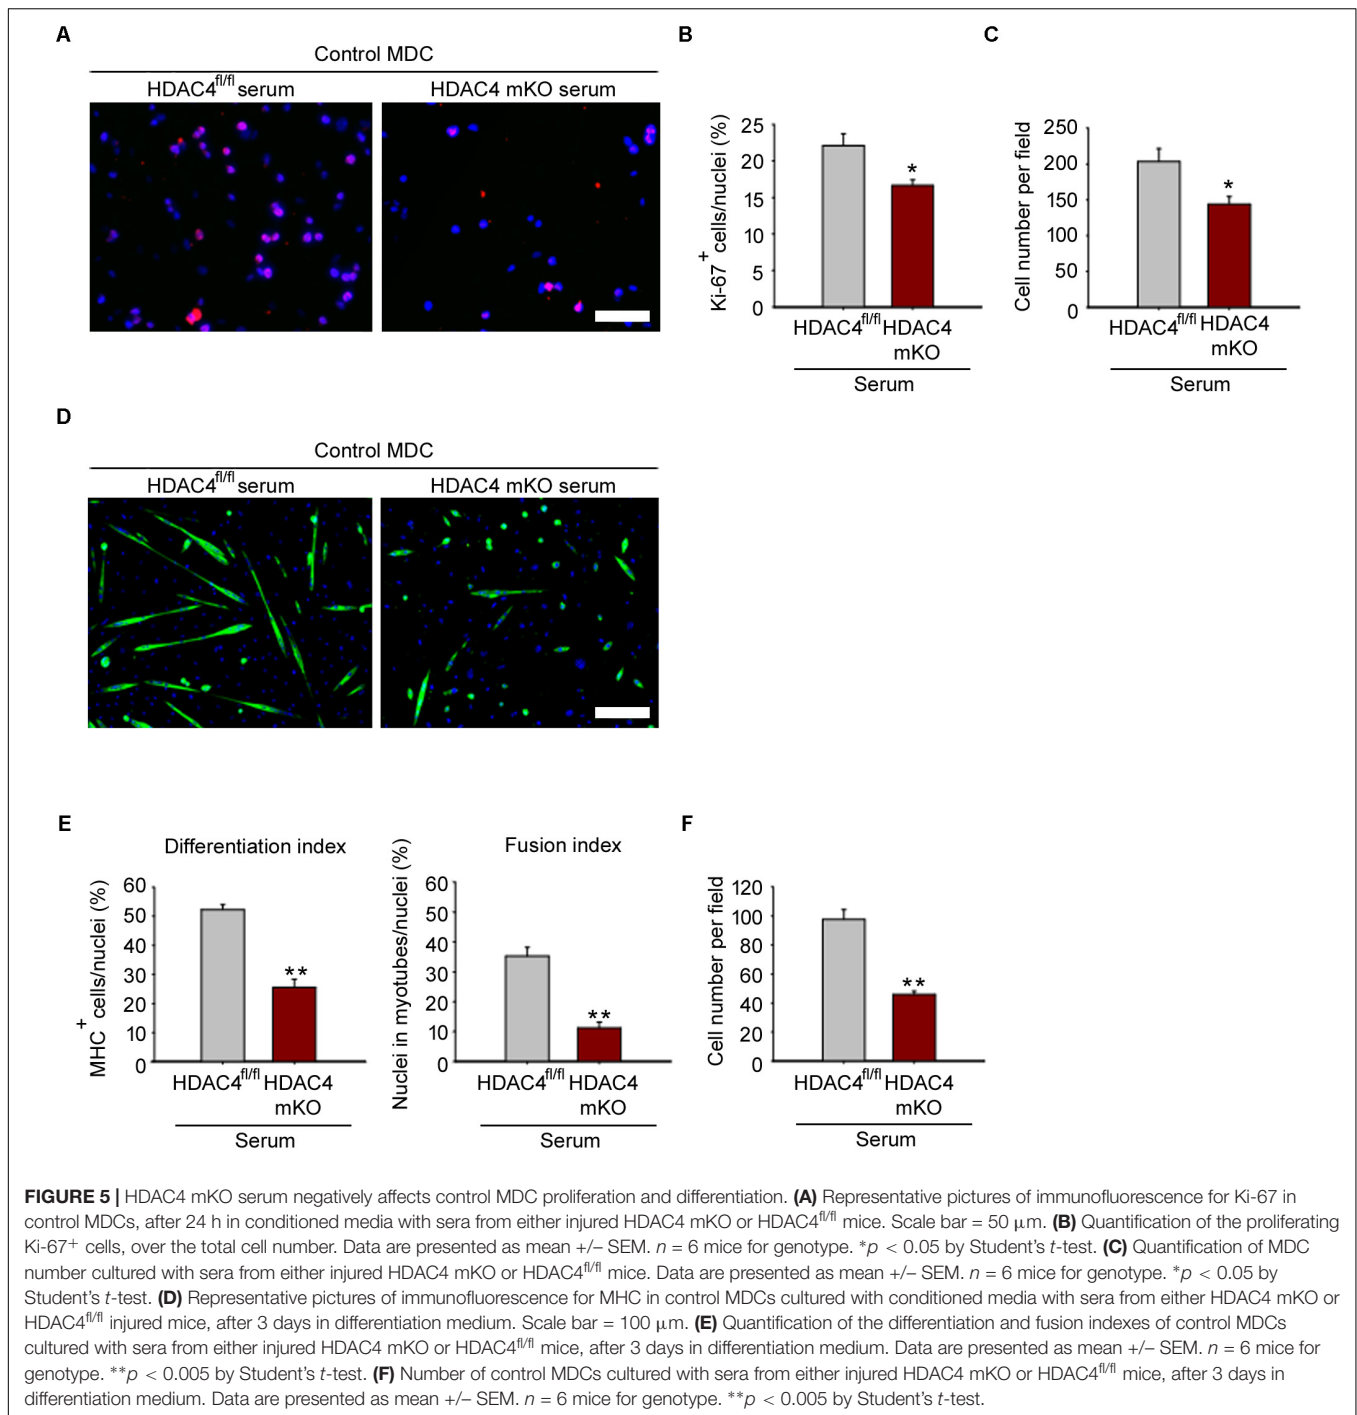 A
Control MDC
HDAC4fl/fl serum
HDAC4 mKO serum
B
Ki-67+ cells/nuclei (%)
25
20
15
10
5
0
*
HDAC4fl/fl HDAC4
mKO
Serum
C
Cell number per field
250
200
150
100
50
0
*
HDAC4fl/fl HDAC4
mKO
Serum
D
Control MDC
HDAC4fl/fl serum
HDAC4 mKO serum
E
Differentiation index
MHC+ cells/nuclei (%)
60
50
40
30
20
10
0
**
HDAC4fl/fl HDAC4
mKO
Serum
Fusion index
Nuclei in myotubes/nuclei (%)
60
50
40
30
20
10
0
**
HDAC4fl/fl HDAC4
mKO
Serum
F
Cell number per field
120
100
80
60
40
20
0
**
HDAC4fl/fl HDAC4
mKO
Serum
FIGURE 5 | HDAC4 mKO serum negatively affects control MDC proliferation and differentiation. (A) Representative pictures of immunofluorescence for Ki-67 in
control MDCs, after 24 h in conditioned media with sera from either injured HDAC4 mKO or HDAC4fl/fl mice. Scale bar = 50 μm. (B) Quantification of the proliferating
Ki-67+ cells, over the total cell number. Data are presented as mean +/– SEM. n = 6 mice for genotype. *p < 0.05 by Student's t-test. (C) Quantification of MDC
number cultured with sera from either injured HDAC4 mKO or HDAC4fl/fl mice. Data are presented as mean +/– SEM. n = 6 mice for genotype. *p < 0.05 by
Student's t-test. (D) Representative pictures of immunofluorescence for MHC in control MDCs cultured with conditioned media with sera from either HDAC4 mKO or
HDAC4fl/fl injured mice, after 3 days in differentiation medium. Scale bar = 100 μm. (E) Quantification of the differentiation and fusion indexes of control MDCs
cultured with sera from either injured HDAC4 mKO or HDAC4fl/fl mice, after 3 days in differentiation medium. Data are presented as mean +/– SEM. n = 6 mice for
genotype. **p < 0.005 by Student's t-test. (F) Number of control MDCs cultured with sera from either injured HDAC4 mKO or HDAC4fl/fl mice, after 3 days in
differentiation medium. Data are presented as mean +/– SEM. n = 6 mice for genotype. **p < 0.005 by Student's t-test.